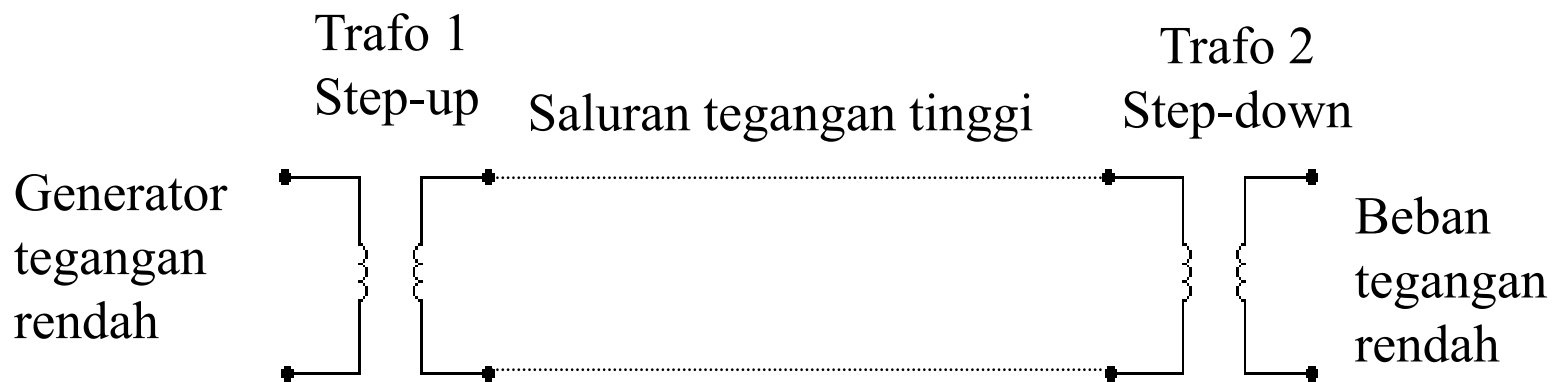 Trafo 1
Step-up
Saluran tegangan tinggi
Trafo 2
Step-down
Generator
tegangan
rendah
Beban
tegangan
rendah